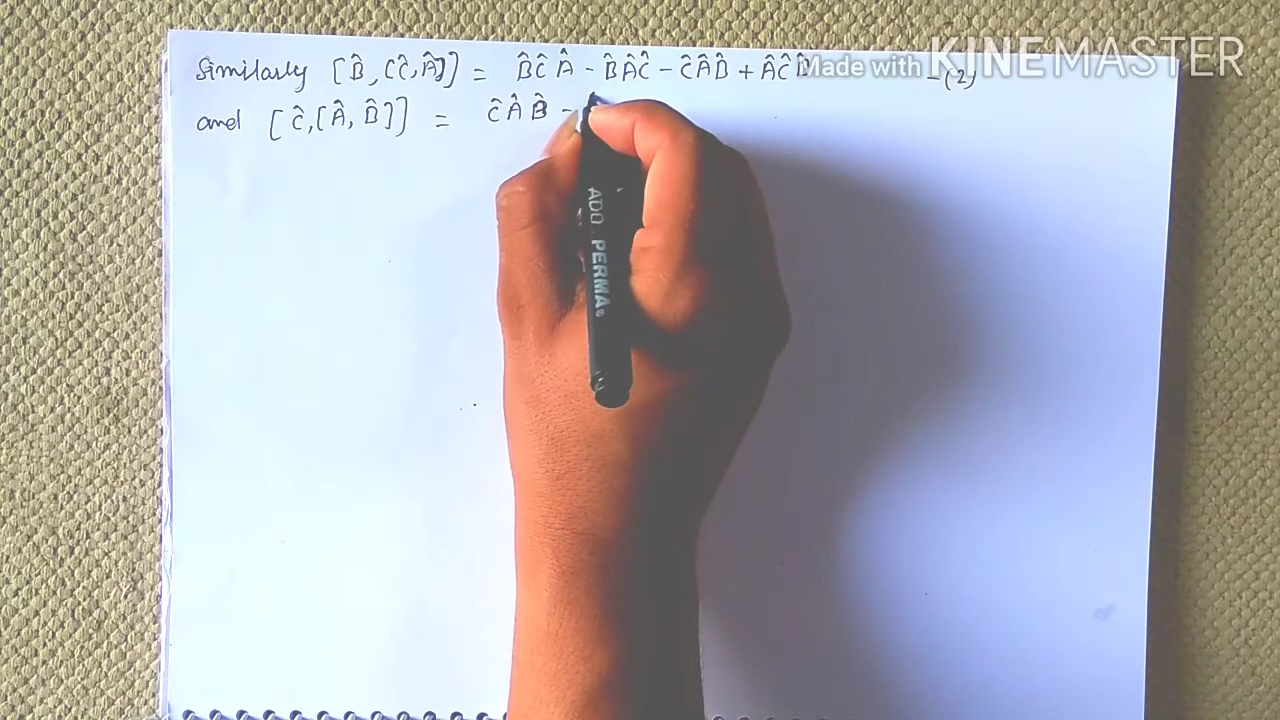 Similarly [B̂, [Ĉ, Â]] = B̂ĈÂ - B̂ÂĈ - ĈÂB̂ + ÂĈB̂ -(2)
Made with KINEMASTER
and [Ĉ, [Â, B̂]] = ĈÂB̂ -
ADD PERMA